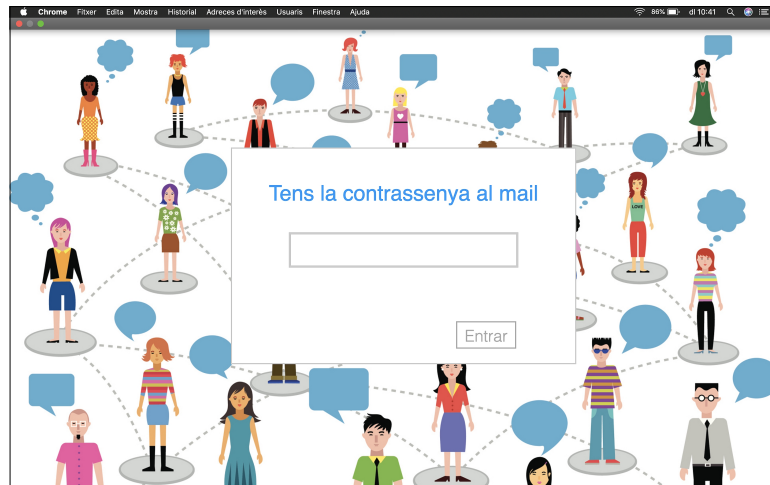 Chrome Fitxer Edita Mostra Historial Adreces d'interès Usuaris Finestra Ajuda 86% dl 10:41
LOVE
Tens la contrassenya al mail
Entrar